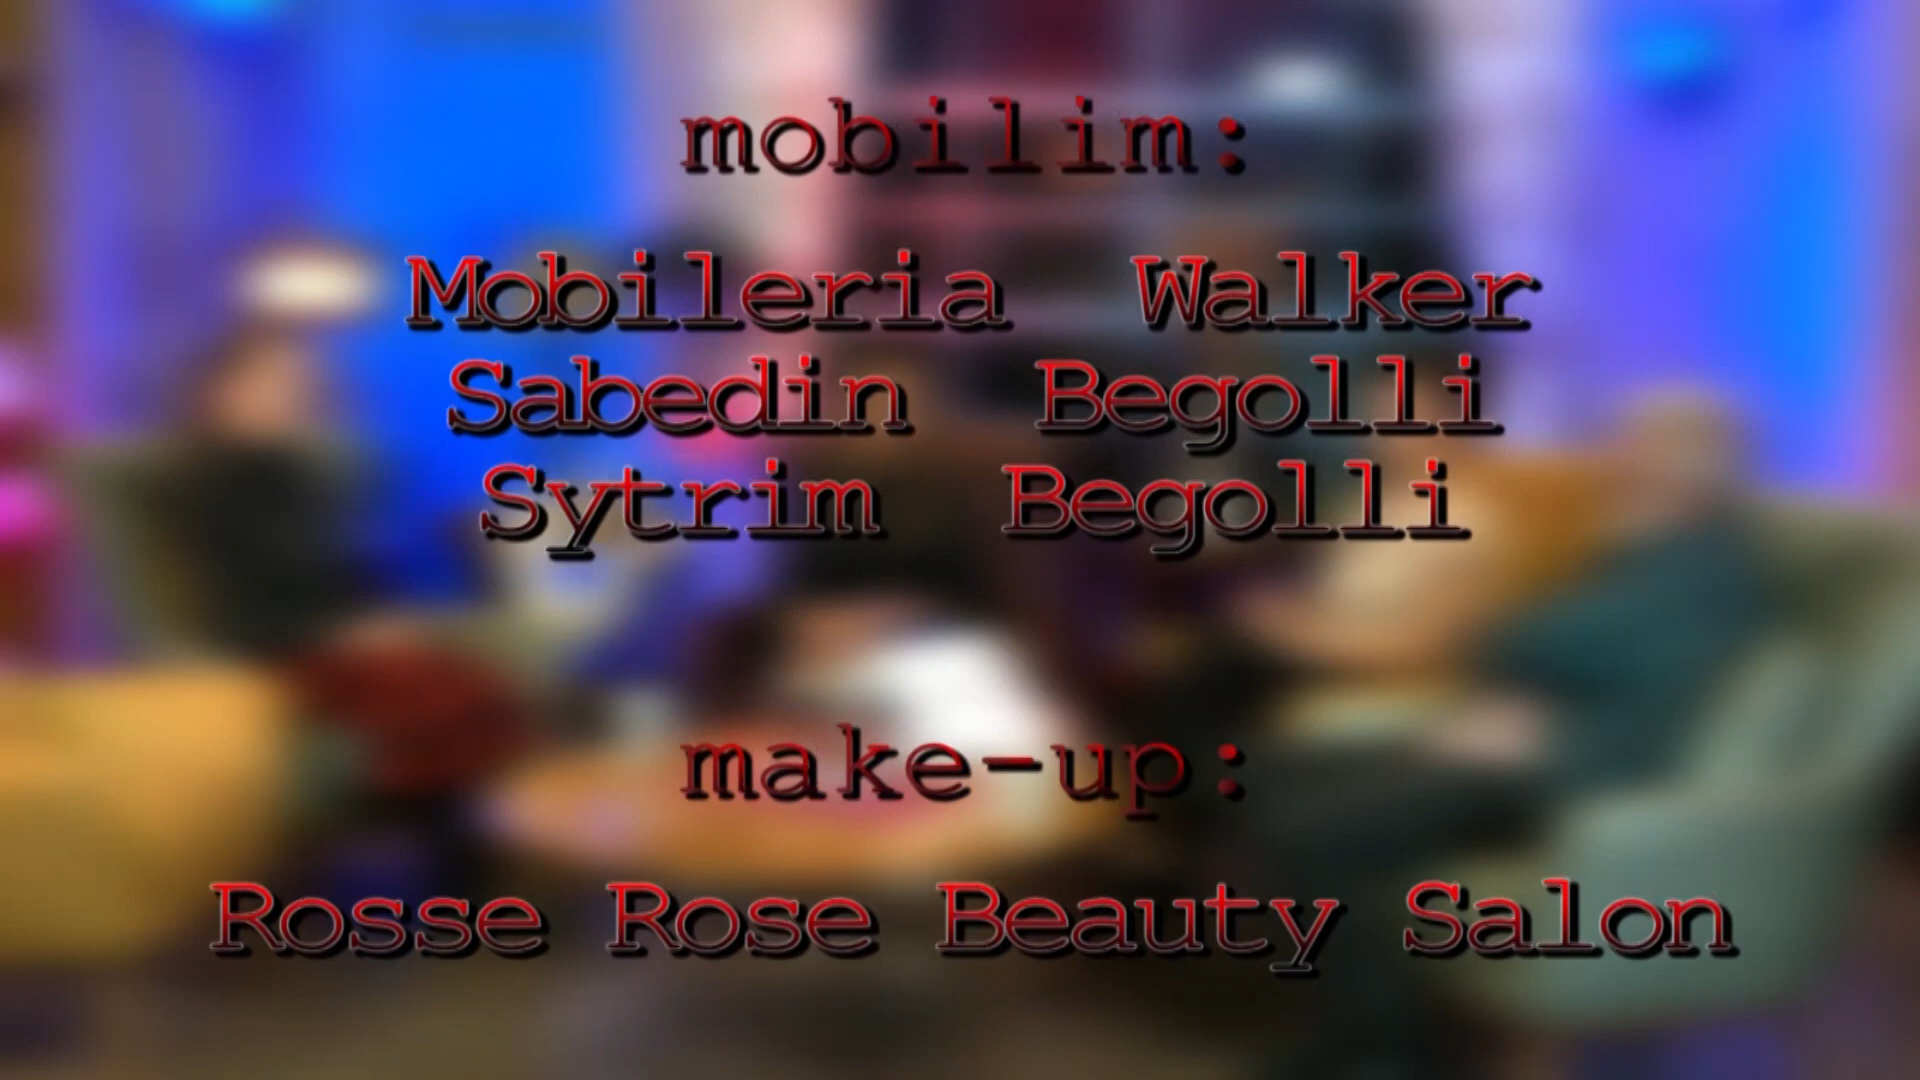 mobilim:
Mobileria Walker
Sabedin Begolli
Sytrim Begolli
make-up:
Rosse Rose Beauty Salon